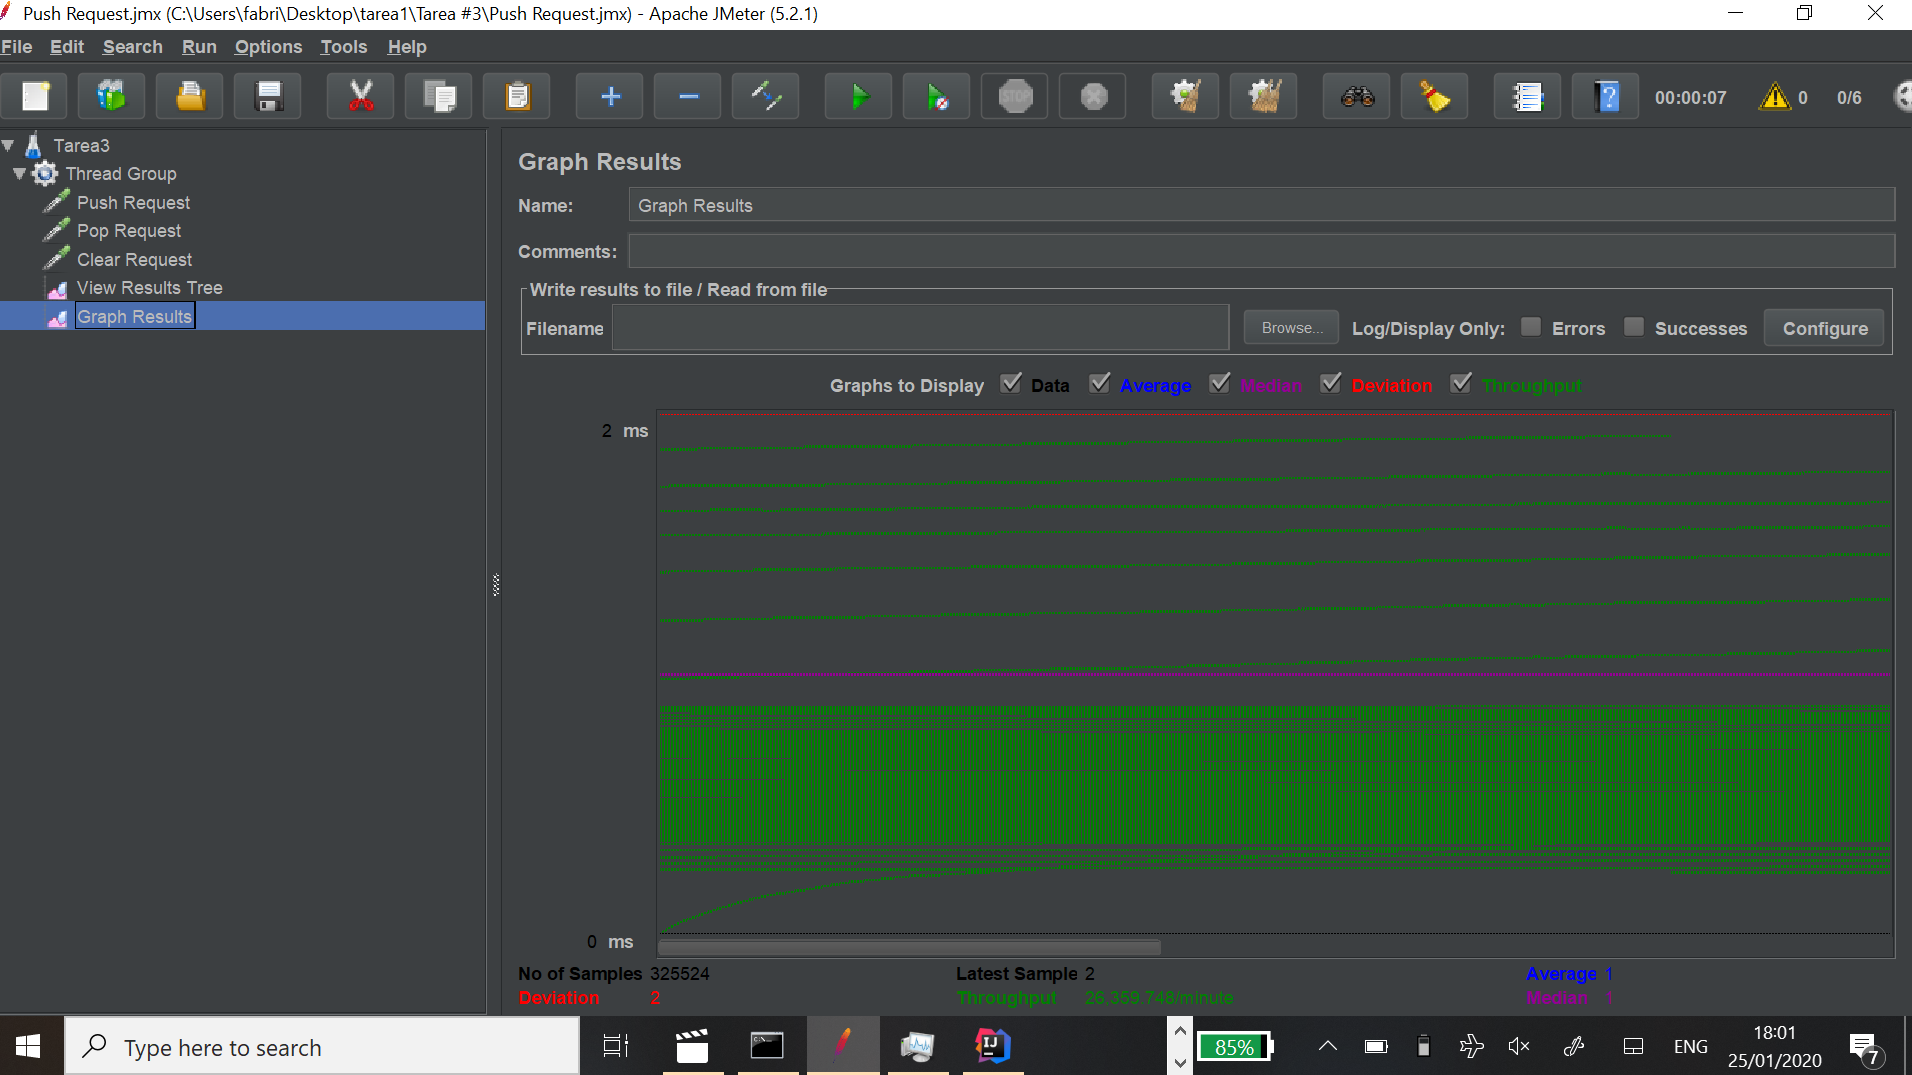 Push Request.jmx (C:\Users\fabri\Desktop\tarea1\Tarea #3\Push Request.jmx) - Apache JMeter (5.2.1)
File Edit Search Run Options Tools Help
STOP 00:00:07 0 0/6
Tarea3
Thread Group
Push Request
Pop Request
Clear Request
View Results Tree
Graph Results
Graph Results
Name: Graph Results
Comments:
Write results to file / Read from file
Filename Browse... Log/Display Only: Errors Successes Configure
Graphs to Display Data Average Median Deviation Throughput
2 ms
0 ms
No of Samples 325524 Latest Sample 2 Average 1
Deviation 2 Throughput 26,359.748/minute Median 1
Type here to search
85%
ENG
18:01
25/01/2020
7